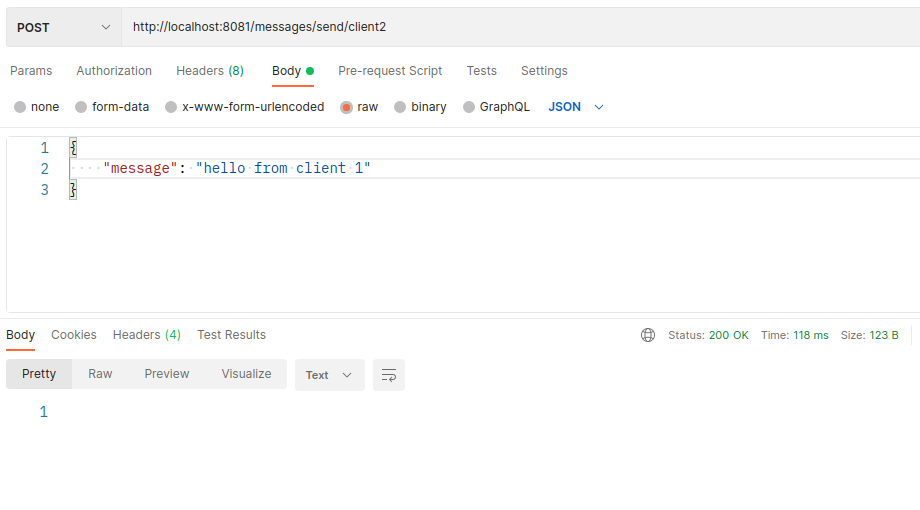 POST http://localhost:8081/messages/send/client2
Params Authorization Headers (8) Body Pre-request Script Tests Settings
none form-data x-www-form-urlencoded raw binary GraphQL JSON
1 {
2 "message": "hello from client 1"
3 }
Body Cookies Headers (4) Test Results Status: 200 OK Time: 118 ms Size: 123 B
Pretty Raw Preview Visualize Text
1